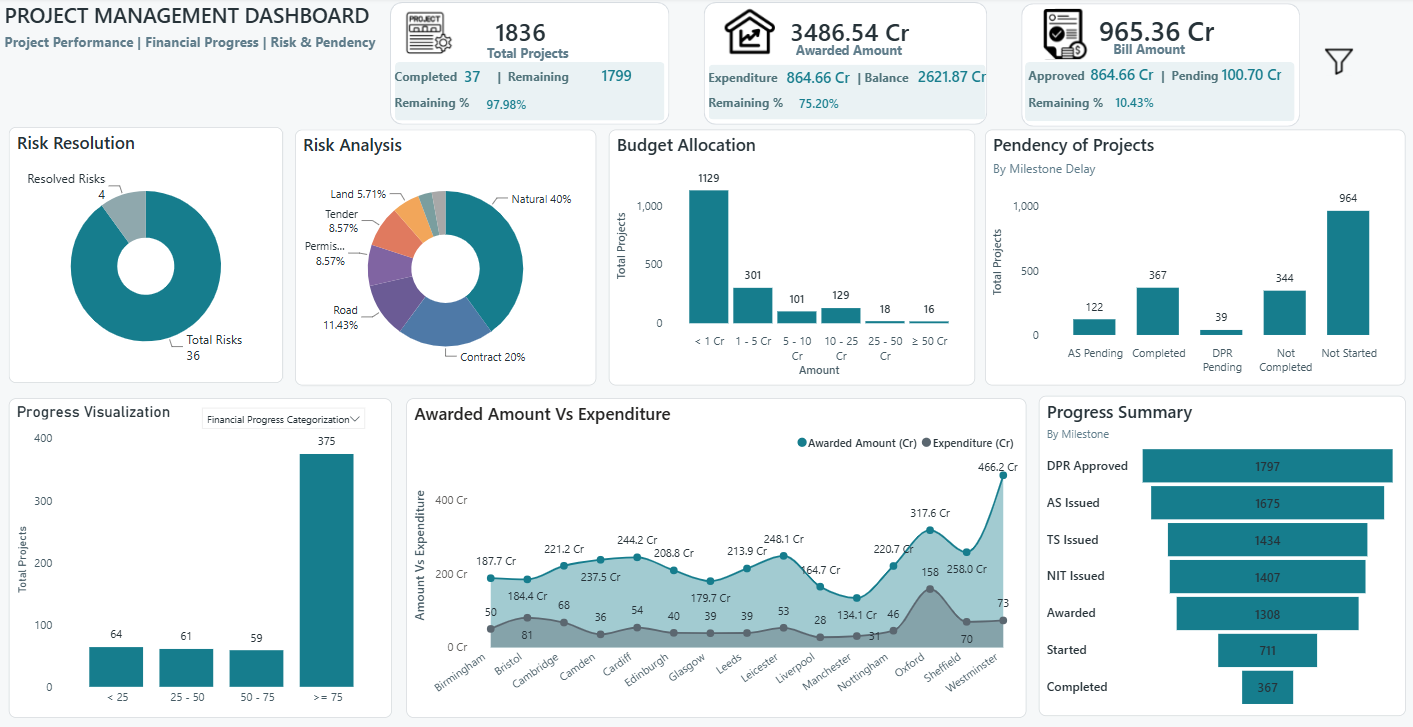 PROJECT MANAGEMENT DASHBOARD
Project Performance | Financial Progress | Risk & Pendency
PROJECT
1836
Total Projects
Completed 37 | Remaining 1799
Remaining % 97.98%
3486.54 Cr
Awarded Amount
Expenditure 864.66 Cr | Balance 2621.87 Cr
Remaining % 75.20%
965.36 Cr
Bill Amount
Approved 864.66 Cr | Pending 100.70 Cr
Remaining % 10.43%
Risk Resolution
Resolved Risks
4
Total Risks
36
Risk Analysis
Land 5.71%
Natural 40%
Tender
8.57%
Permis...
8.57%
Road
11.43%
Contract 20%
Budget Allocation
Total Projects
1,000
500
0
1129
301
101
129
18
16
< 1 Cr
1 - 5 Cr
5 - 10
Cr
10 - 25
Cr
25 - 50
Cr
≥ 50 Cr
Amount
Pendency of Projects
By Milestone Delay
Total Projects
1,000
500
0
122
367
39
344
964
AS Pending
Completed
DPR
Pending
Not
Completed
Not Started
Progress Visualization
Financial Progress Categorization
Total Projects
400
300
200
100
0
64
61
59
375
< 25
25 - 50
50 - 75
>= 75
Awarded Amount Vs Expenditure
Awarded Amount (Cr) Expenditure (Cr)
Amount Vs Expenditure
400 Cr
200 Cr
0 Cr
187.7 Cr
184.4 Cr
221.2 Cr
237.5 Cr
244.2 Cr
208.8 Cr
179.7 Cr
213.9 Cr
248.1 Cr
164.7 Cr
134.1 Cr
220.7 Cr
317.6 Cr
258.0 Cr
466.2 Cr
50
81
68
36
54
40
39
39
53
28
31
46
158
70
73
Birmingham
Bristol
Cambridge
Camden
Cardiff
Edinburgh
Glasgow
Leeds
Leicester
Liverpool
Manchester
Nottingham
Oxford
Sheffield
Westminster
Progress Summary
By Milestone
DPR Approved 1797
AS Issued 1675
TS Issued 1434
NIT Issued 1407
Awarded 1308
Started 711
Completed 367